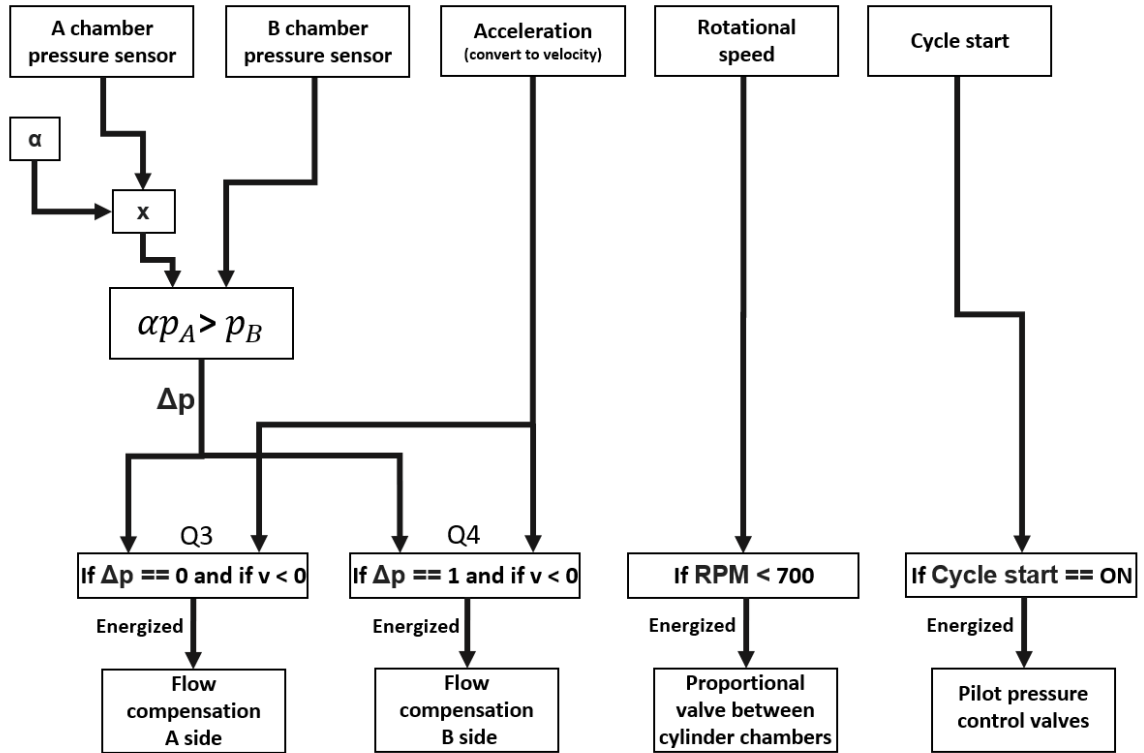 A chamber
pressure sensor
B chamber
pressure sensor
Acceleration
(convert to velocity)
Rotational
speed
Cycle start
α
x
αp_A > p_B
Δp
Q3
Q4
If Δp == 0 and if v < 0
If Δp == 1 and if v < 0
If RPM < 700
If Cycle start == ON
Energized
Energized
Energized
Energized
Flow
compensation
A side
Flow
compensation
B side
Proportional
valve between
cylinder chambers
Pilot pressure
control valves